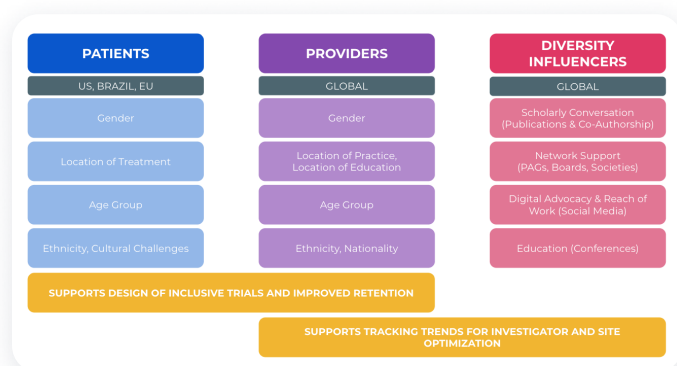 PATIENTS
US, BRAZIL, EU
Gender
Location of Treatment
Age Group
Ethnicity, Cultural Challenges
PROVIDERS
GLOBAL
Gender
Location of Practice,
Location of Education
Age Group
Ethnicity, Nationality
DIVERSITY
INFLUENCERS
GLOBAL
Scholarly Conversation
(Publications & Co-Authorship)
Network Support
(PAGs, Boards, Societies)
Digital Advocacy & Reach of
Work (Social Media)
Education (Conferences)
SUPPORTS DESIGN OF INCLUSIVE TRIALS AND IMPROVED RETENTION
SUPPORTS TRACKING TRENDS FOR INVESTIGATOR AND SITE
OPTIMIZATION